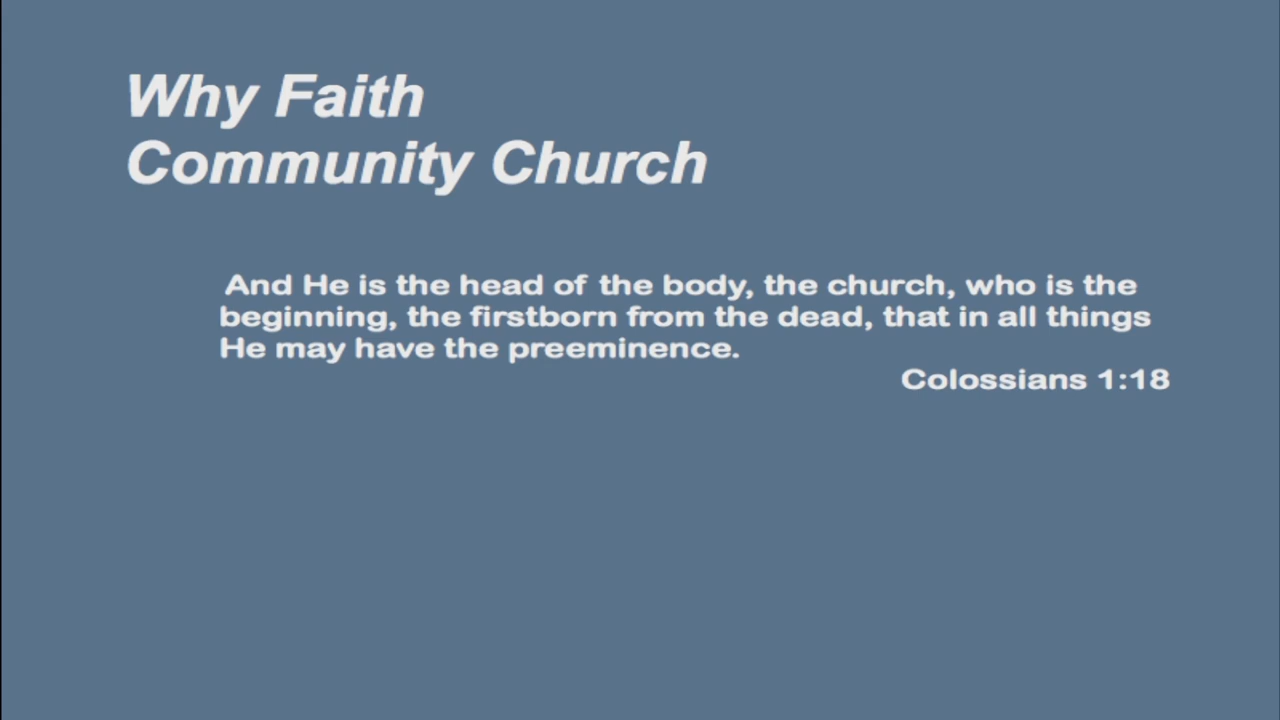 Why Faith
Community Church
And He is the head of the body, the church, who is the
beginning, the firstborn from the dead, that in all things
He may have the preeminence.
Colossians 1:18